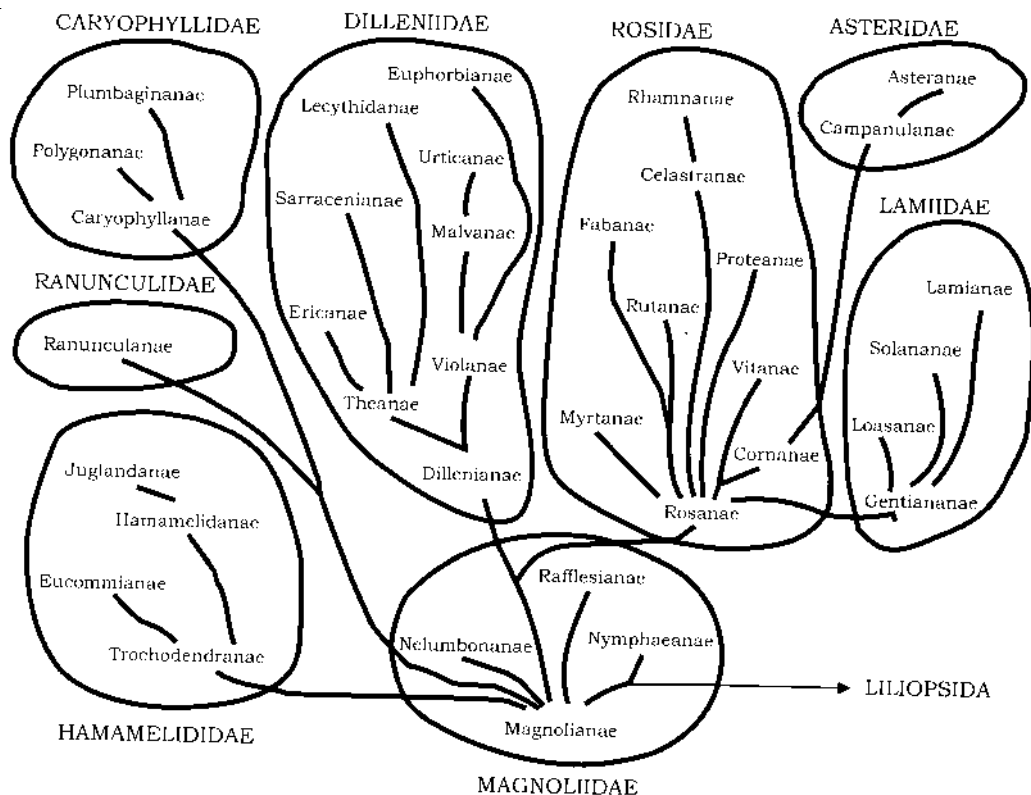 CARYOPHYLLIDAE
Plumbaginanae
Polygonanae
Caryophyllanae
RANUNCULIDAE
Ranunculanae
Juglandanae
Hamamelidanae
Eucommianae
Trochodendranae
HAMAMELIDIDAE
DILLENIIDAE
Euphorbianae
Lecythidanae
Urticanae
Sarracenianae
Malvanae
Ericanae
Violanae
Theanae
Dillenianae
ROSIDAE
Rhamnanae
Celastranae
Fabanae
Proteanae
Rutanae
Vitanae
Myrtanae
Cornanae
Rosanae
ASTERIDAE
Asteranae
Campanulanae
LAMIIDAE
Lamianae
Solananae
Loasanae
Gentiananae
Rafflesianae
Nelumbonanae
Nymphaeanae
Magnolianae
MAGNOLIIDAE
LILIOPSIDA